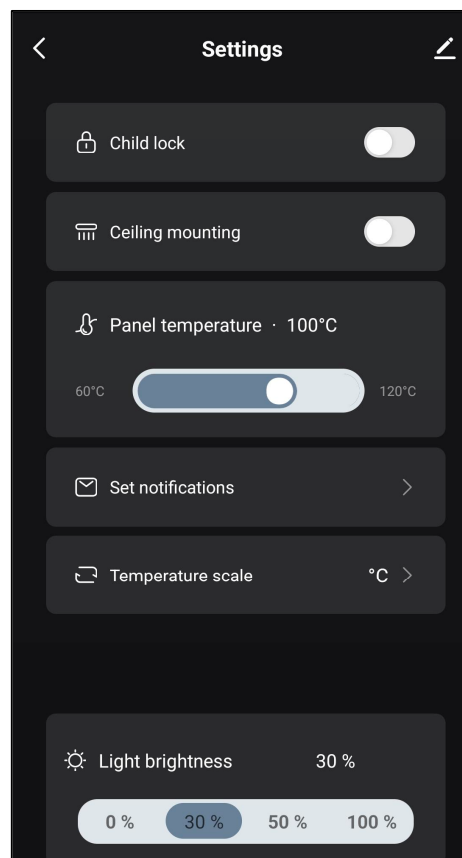 Settings
Child lock
Ceiling mounting
Panel temperature · 100°C
60°C 120°C
Set notifications
Temperature scale °C
Light brightness 30 %
0 % 30 % 50 % 100 %